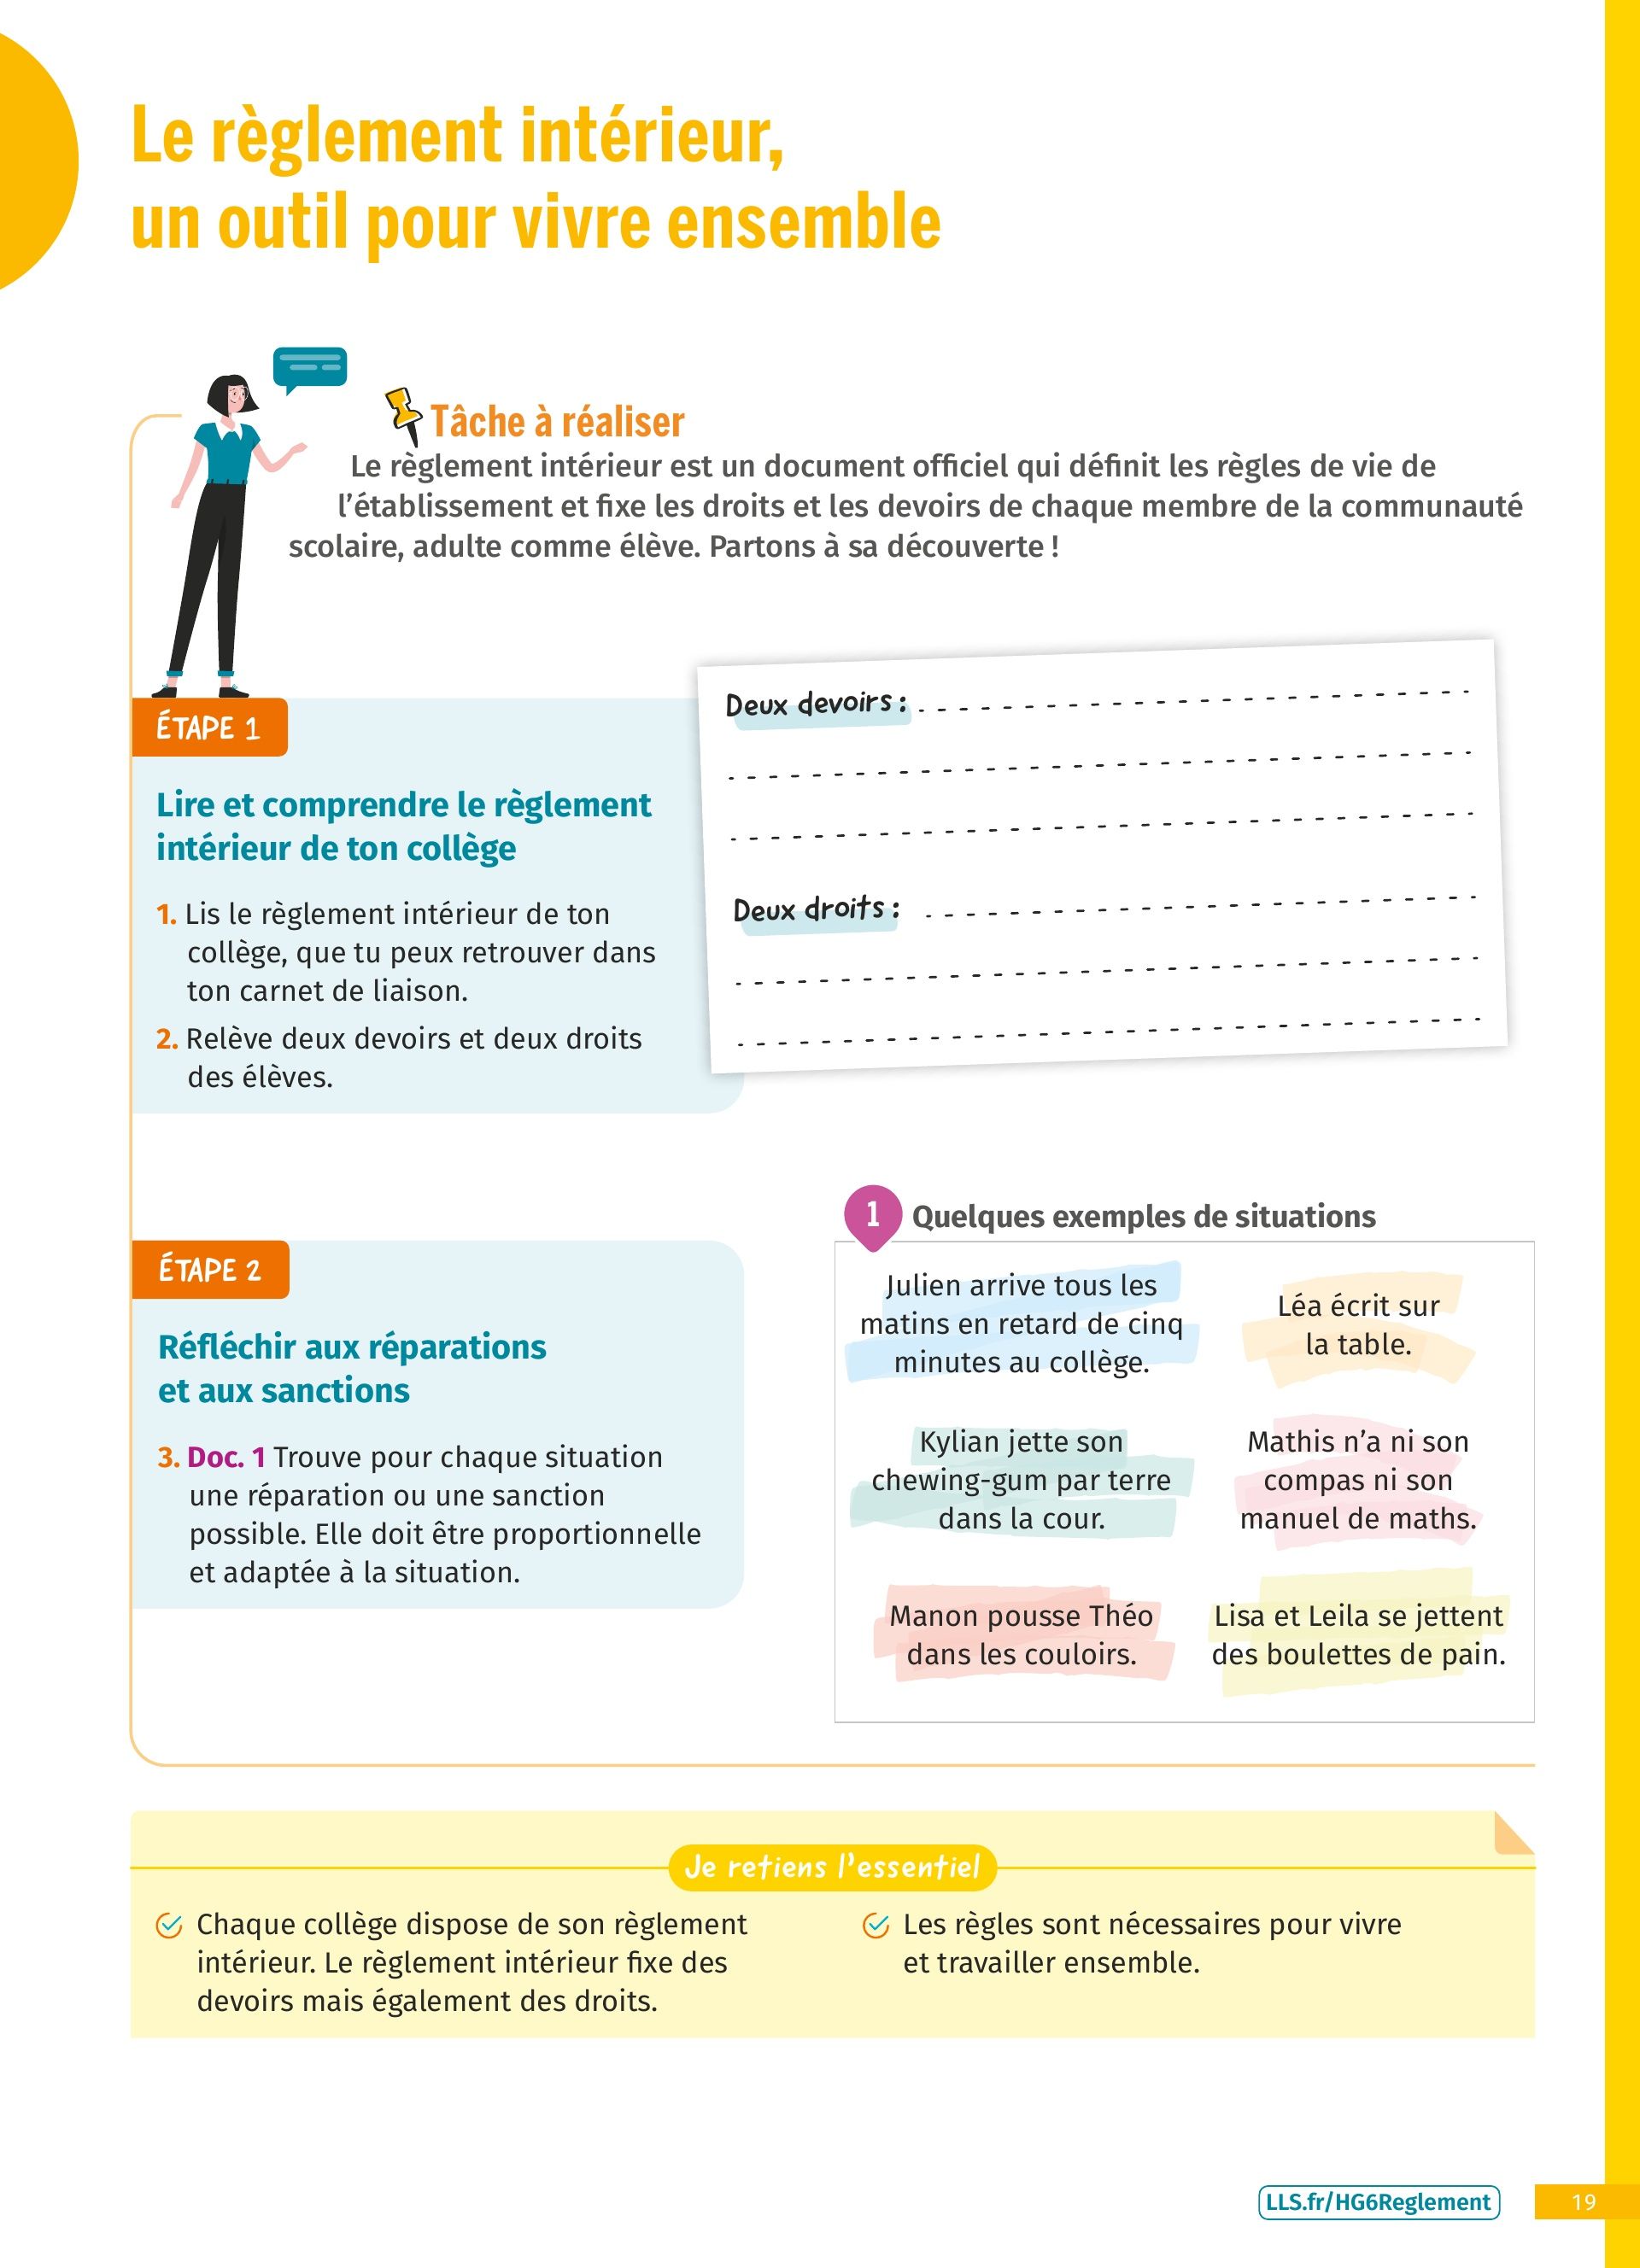 Le règlement intérieur,
un outil pour vivre ensemble
Tâche à réaliser
Le règlement intérieur est un document officiel qui définit les règles de vie de
l’établissement et fixe les droits et les devoirs de chaque membre de la communauté
scolaire, adulte comme élève. Partons à sa découverte !
ÉTAPE 1
Lire et comprendre le règlement
intérieur de ton collège
1. Lis le règlement intérieur de ton
collège, que tu peux retrouver dans
ton carnet de liaison.
2. Relève deux devoirs et deux droits
des élèves.
Deux devoirs :
Deux droits :
ÉTAPE 2
Réfléchir aux réparations
et aux sanctions
3. Doc. 1 Trouve pour chaque situation
une réparation ou une sanction
possible. Elle doit être proportionnelle
et adaptée à la situation.
1 Quelques exemples de situations
Julien arrive tous les
matins en retard de cinq
minutes au collège.
Léa écrit sur
la table.
Kylian jette son
chewing-gum par terre
dans la cour.
Mathis n’a ni son
compas ni son
manuel de maths.
Manon pousse Théo
dans les couloirs.
Lisa et Leila se jettent
des boulettes de pain.
Je retiens l’essentiel
Chaque collège dispose de son règlement
intérieur. Le règlement intérieur fixe des
devoirs mais également des droits.
Les règles sont nécessaires pour vivre
et travailler ensemble.
LLS.fr/HG6Reglement
19